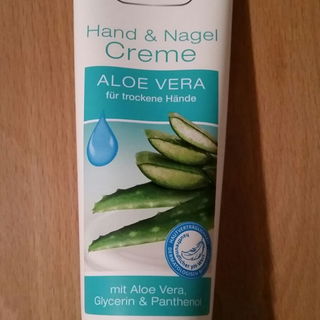 Hand & Nagel
Creme
ALOE VERA
für trockene Hände
mit Aloe Vera,
Glycerin & Panthenol